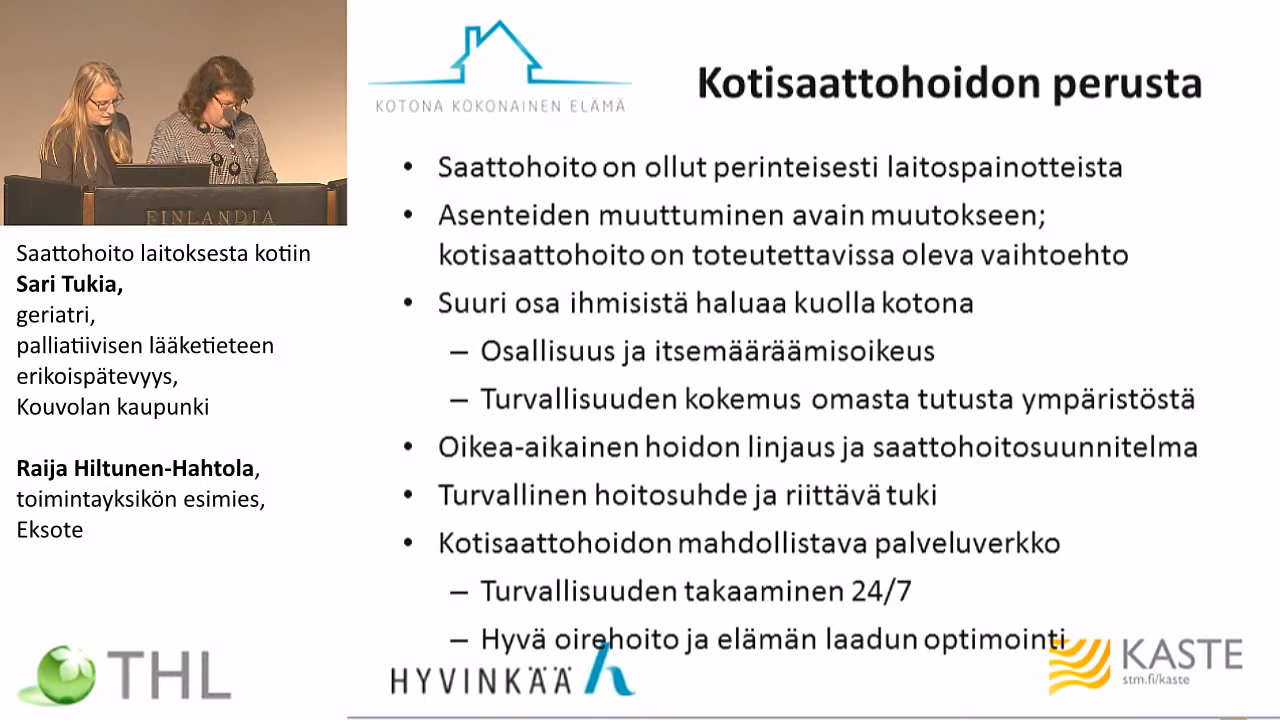 FINLANDIA
Saattohoito laitoksesta kotiin
Sari Tukia,
geriatri,
palliatiivisen lääketieteen
erikoispätevyys,
Kouvolan kaupunki
Raija Hiltunen-Hahtola,
toimintayksikön esimies,
Eksote
THL
KOTONA KOKONAINEN ELÄMÄ
Kotisaattohoidon perusta
• Saattohoito on ollut perinteisesti laitospainotteista
• Asenteiden muuttuminen avain muutokseen;
kotisaattohoito on toteutettavissa oleva vaihtoehto
• Suuri osa ihmisistä haluaa kuolla kotona
– Osallisuus ja itsemääräämisoikeus
– Turvallisuuden kokemus omasta tutusta ympäristöstä
• Oikea-aikainen hoidon linjaus ja saattohoitosuunnitelma
• Turvallinen hoitosuhde ja riittävä tuki
• Kotisaattohoidon mahdollistava palveluverkko
– Turvallisuuden takaaminen 24/7
– Hyvä oirehoito ja elämän laadun optimointi
HYVINKÄÄ
KASTE
stm.fi/kaste